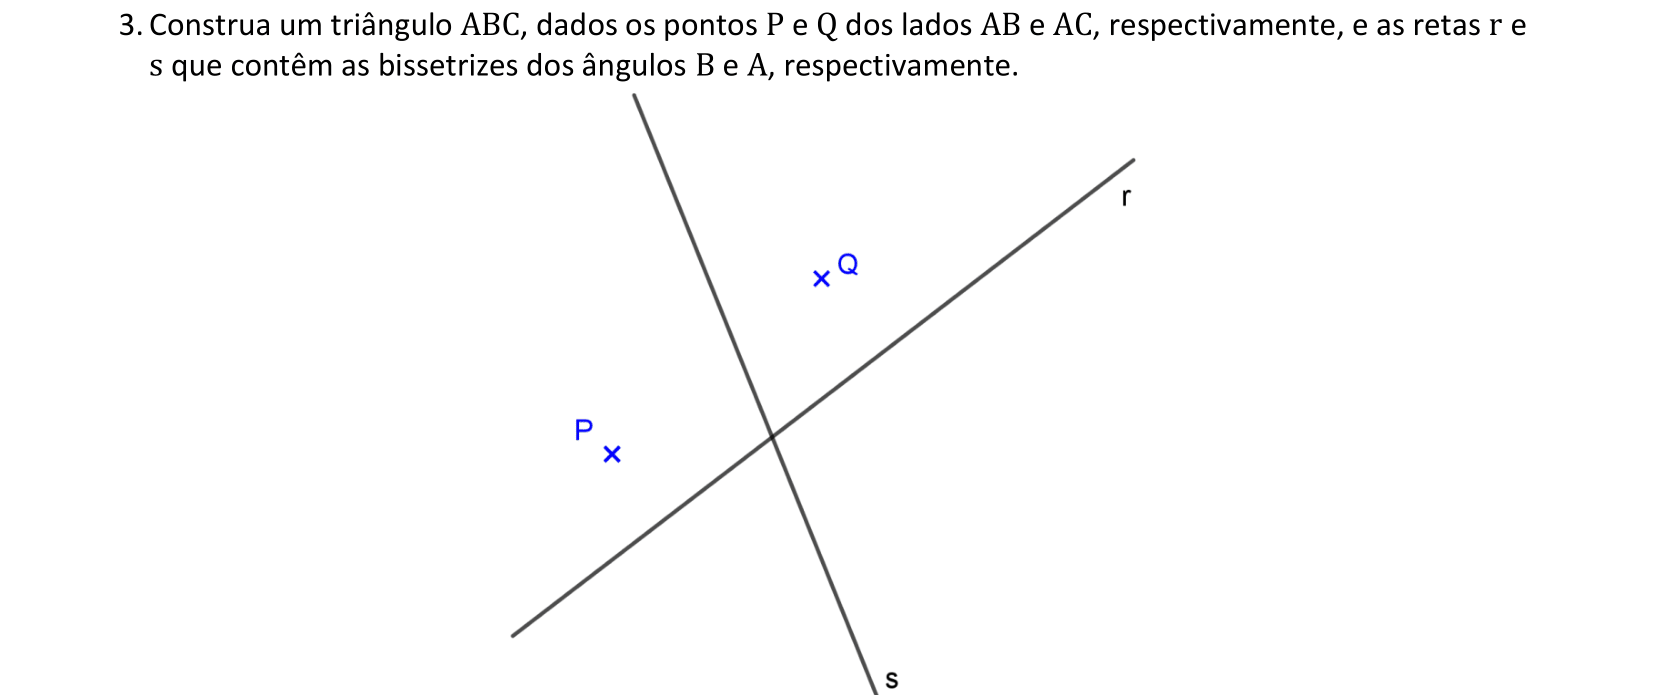 3. Construa um triângulo ABC, dados os pontos P e Q dos lados AB e AC, respectivamente, e as retas r e
s que contêm as bissetrizes dos ângulos B e A, respectivamente.
r
Q
P
s